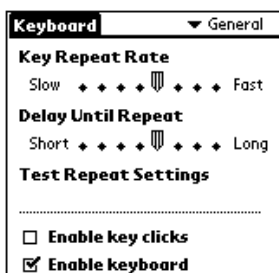 Keyboard General
Key Repeat Rate
Slow Fast
Delay Until Repeat
Short Long
Test Repeat Settings
Enable key clicks
Enable keyboard